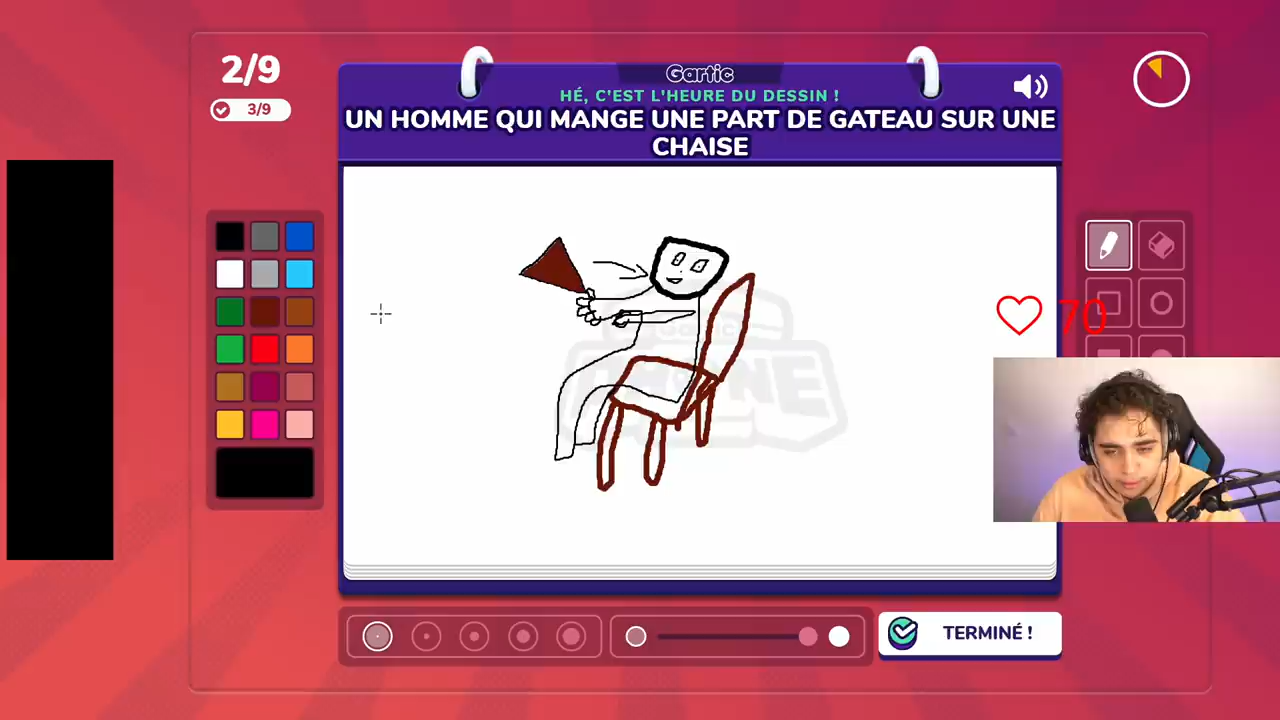 2/9
3/9
Gartic
HÉ, C'EST L'HEURE DU DESSIN !
UN HOMME QUI MANGE UNE PART DE GATEAU SUR UNE
CHAISE
70
TERMINÉ !